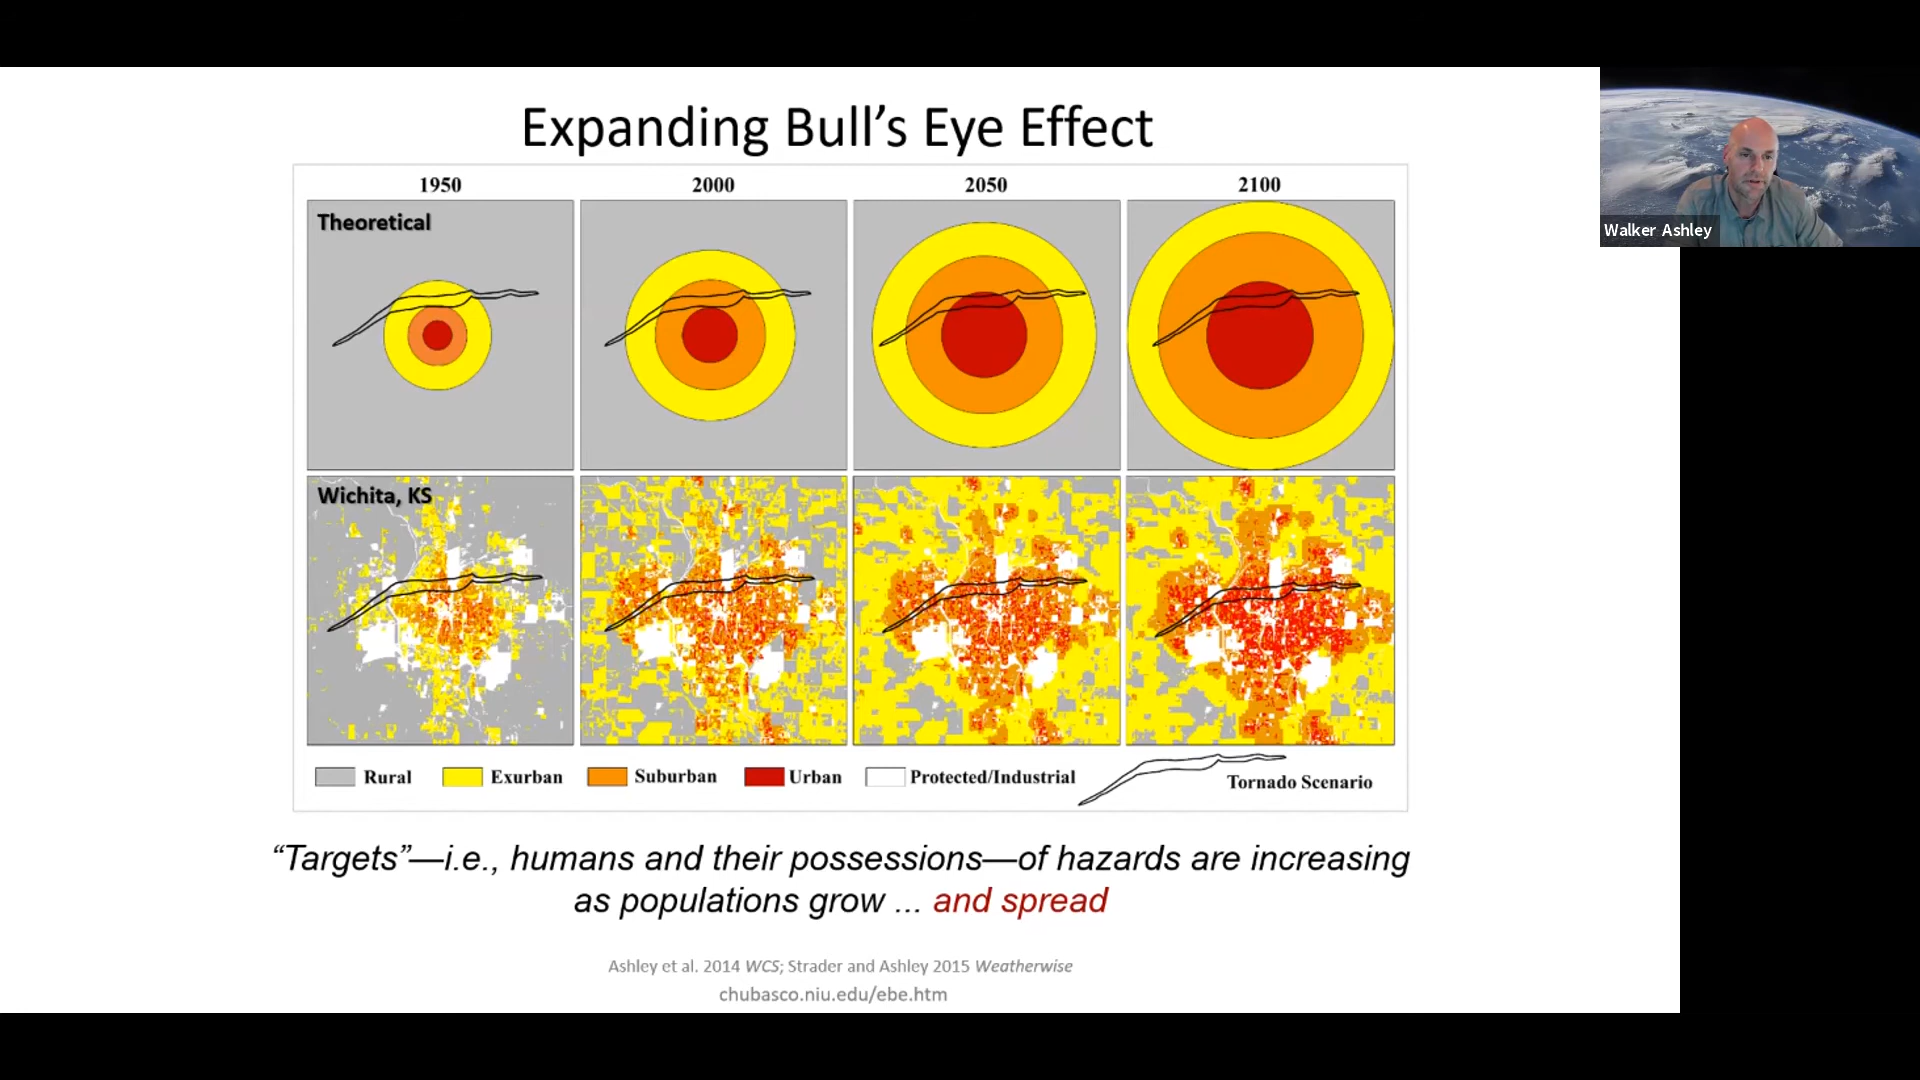 Expanding Bull’s Eye Effect
1950 2000 2050 2100
Theoretical
Wichita, KS
Rural Exurban Suburban Urban Protected/Industrial Tornado Scenario
“Targets”—i.e., humans and their possessions—of hazards are increasing
as populations grow ... and spread
Ashley et al. 2014 WCS; Strader and Ashley 2015 Weatherwise
chubasco.niu.edu/ebe.htm
Walker Ashley